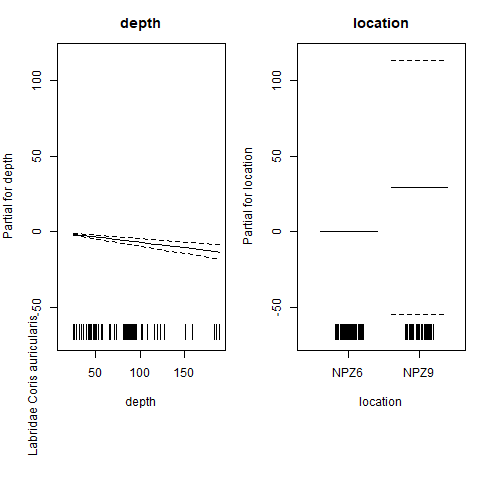 depth
Partial for depth
Labridae Coris auricularis
100
50
0
-50
50
100
150
depth
location
Partial for location
100
50
0
-50
NPZ6
NPZ9
location